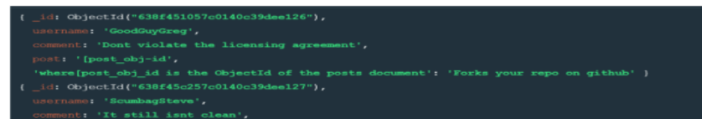 { _id: ObjectId("638f451057c0140c39dee126"),
username: 'GoodGuyGreg',
comment: 'Dont violate the licensing agreement',
post: '[post_obj-id',
'where[post_obj_id is the ObjectId of the posts document': 'Forks your repo on github' }
{ _id: ObjectId("638f45c257c0140c39dee127"),
username: 'ScumbagSteve',
comment: 'It still isnt clean',